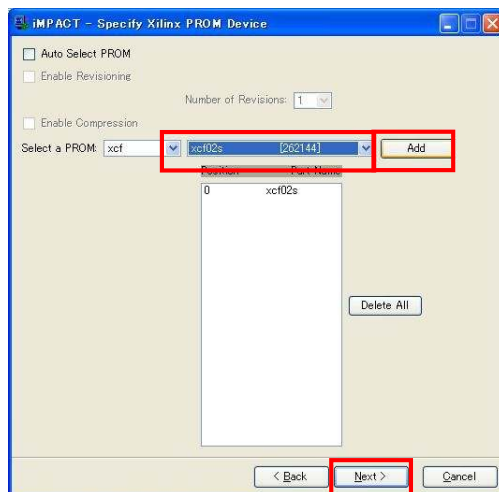 iMPACT - Specify Xilinx PROM Device
Auto Select PROM
Enable Revisioning
Number of Revisions: 1
Enable Compression
Select a PROM: xcf xcf02s [262144] Add
Position Part Name
0 xcf02s
Delete All
< Back Next > Cancel